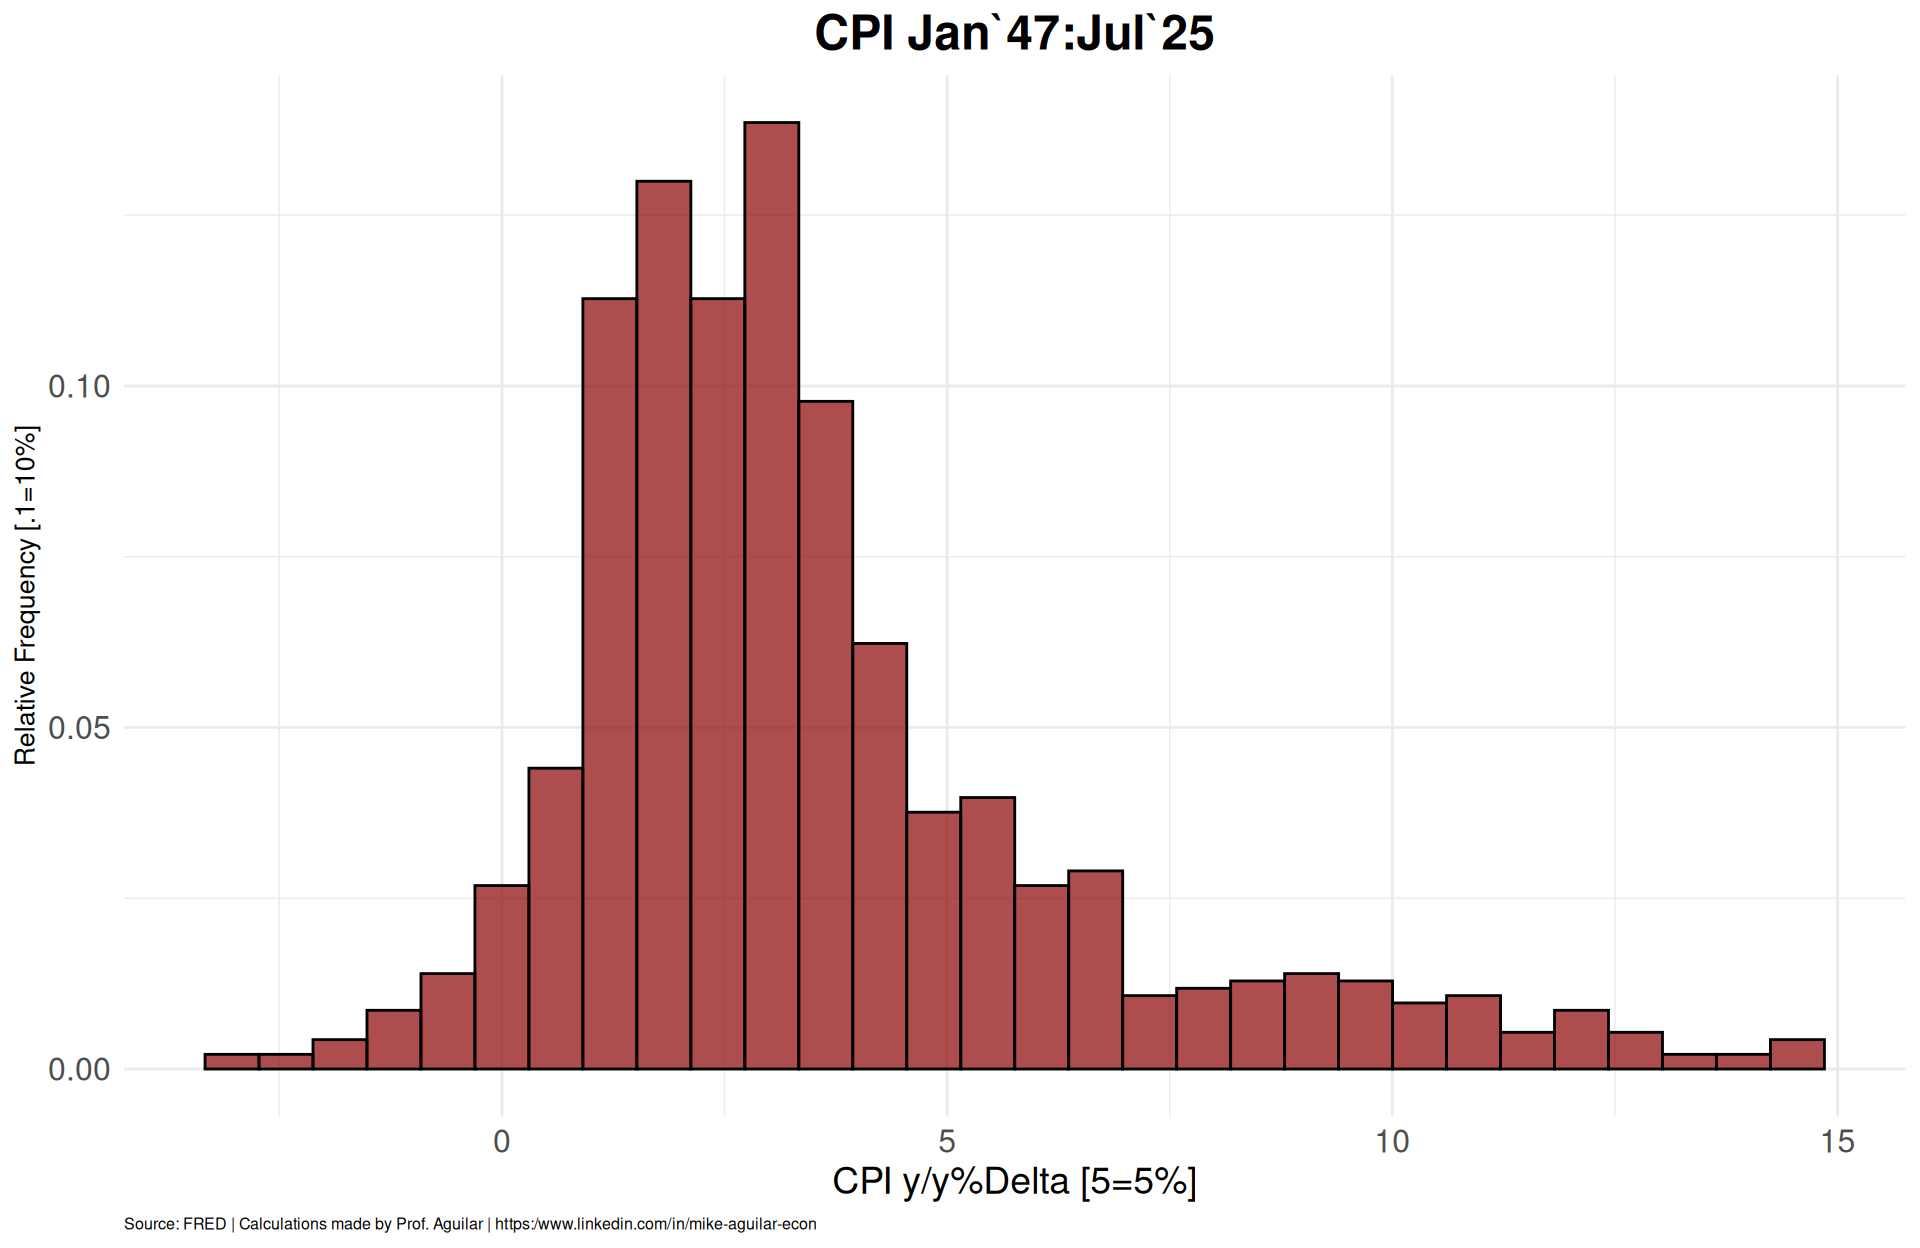 CPI Jan`47:Jul`25
Relative Frequency [.1=10%]
0.10
0.05
0.00
0
5
10
15
CPI y/y%Delta [5=5%]
Source: FRED | Calculations made by Prof. Aguilar | https:/www.linkedin.com/in/mike-aguilar-econ